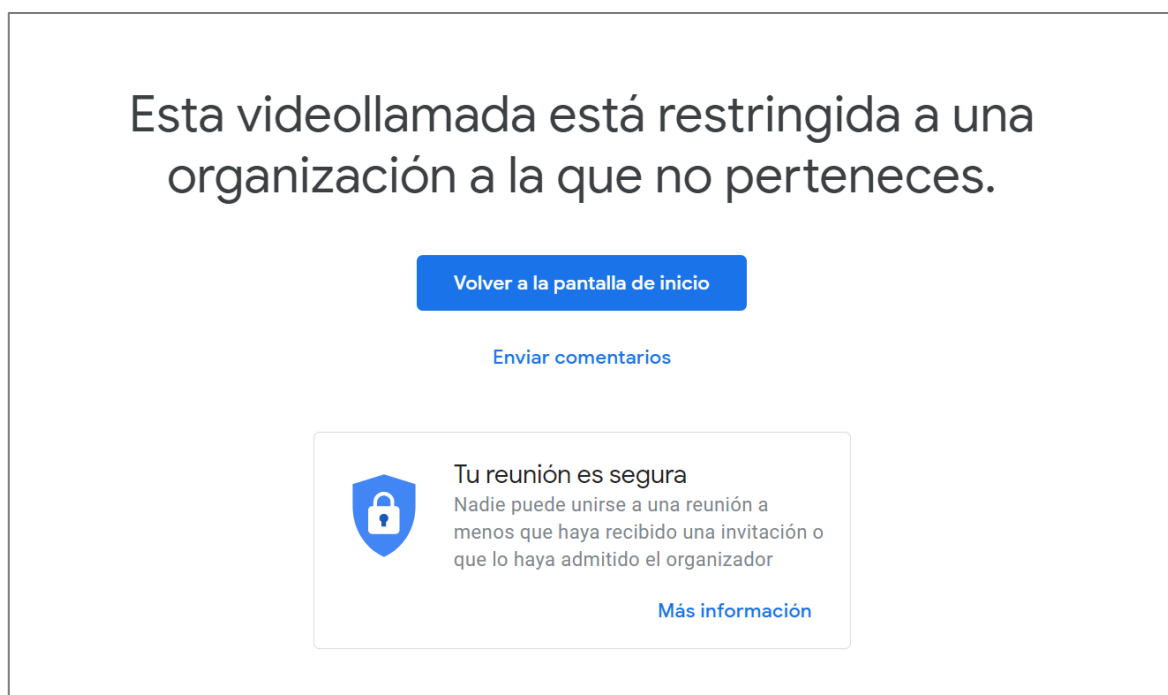 Esta videollamada está restringida a una
organización a la que no perteneces.
Volver a la pantalla de inicio
Enviar comentarios
Tu reunión es segura
Nadie puede unirse a una reunión a
menos que haya recibido una invitación o
que lo haya admitido el organizador
Más información